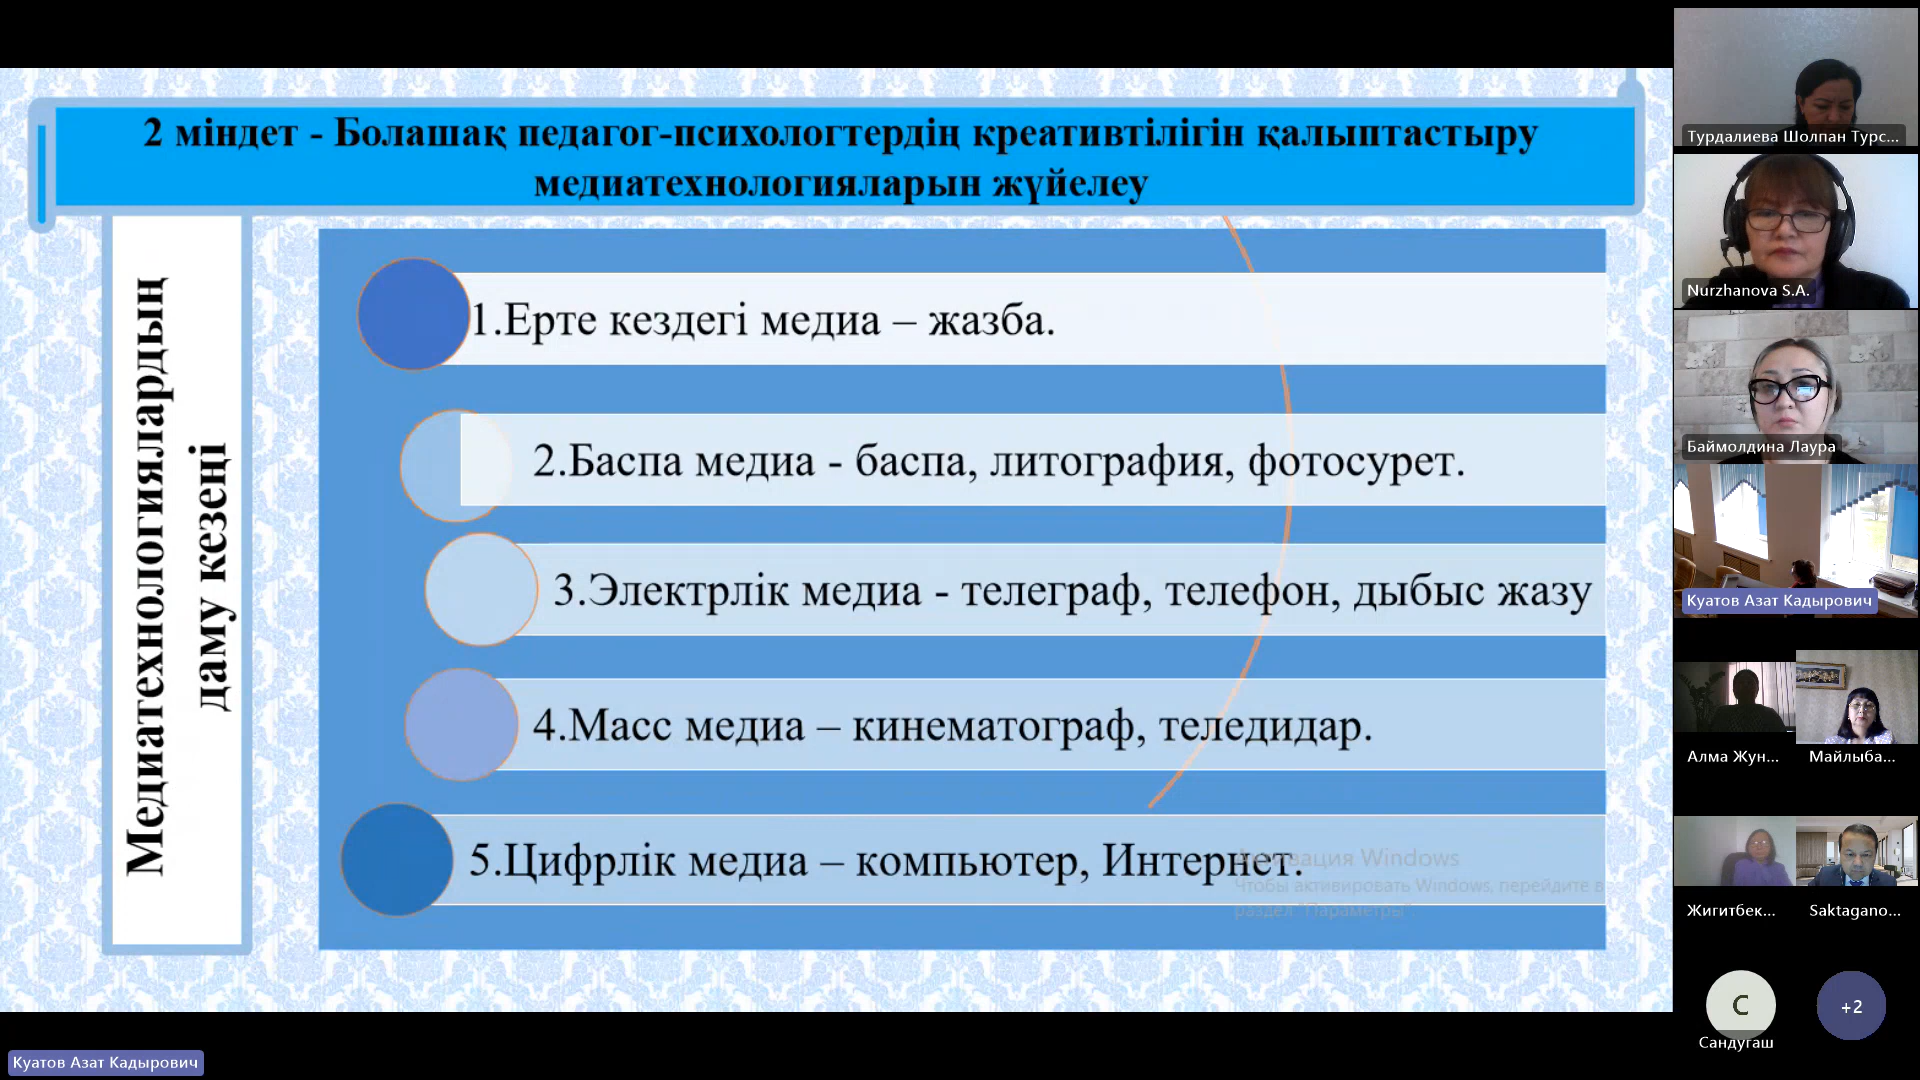 2 міндет - Болашақ педагог-психологтердің креативтілігін қалыптастыру
медиатехнологияларын жүйелеу
Медиатехнологиялардың
даму кезені
1.Ерте кездегі медиа – жазба.
2.Баспа медиа - баспа, литография, фотосурет.
3.Электрлік медиа - телеграф, телефон, дыбыс жазу
4.Масс медиа – кинематограф, теледидар.
5.Цифрлік медиа – компьютер, Интернет.
Активация Windows
Чтобы активировать Windows, перейдите в
раздел "Параметры".
Турдалиева Шолпан Турс...
Nurzhanova S.A.
Баймолдина Лаура
Куатов Азат Кадырович
Алма Жун...
Майлыба...
Жигитбек...
Saktagano...
С
+2
Сандугаш
Куатов Азат Кадырович